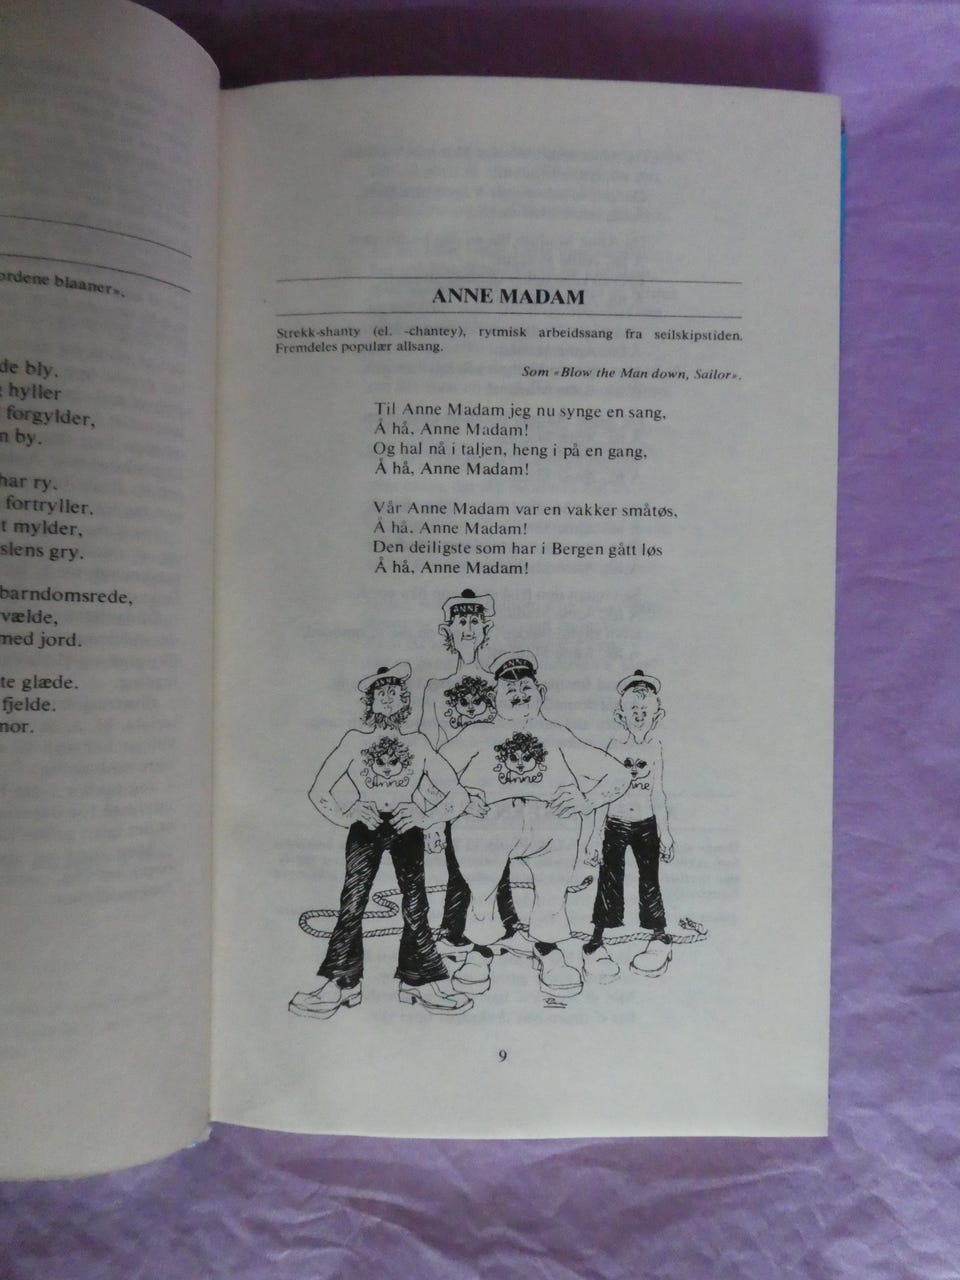 ordene blaaner».
de bly.
hyller
forgylder,
n by.
har ry.
fortryller.
t mylder,
slens gry.
barndomsrede,
vælde,
med jord.
te glæde.
fjelde.
nor.
ANNE MADAM
Strekk-shanty (el. -chantey), rytmisk arbeidssang fra seilskipstiden.
Fremdeles populær allsang.
Som «Blow the Man down, Sailor».
Til Anne Madam jeg nu synge en sang,
Å hå, Anne Madam!
Og hal nå i taljen, heng i på en gang,
Å hå, Anne Madam!
Vår Anne Madam var en vakker småtøs,
Å hå, Anne Madam!
Den deiligste som har i Bergen gått løs
Å hå, Anne Madam!
ANNE
ANNE
ANNE
Anne
Anne
Anne
nne
9